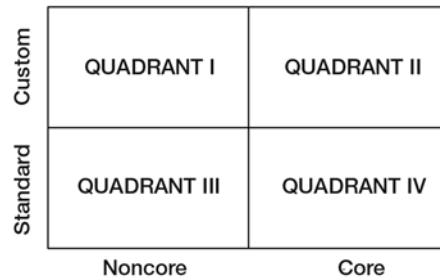 Custom
QUADRANT I
QUADRANT II
Standard
QUADRANT III
QUADRANT IV
Noncore
Core